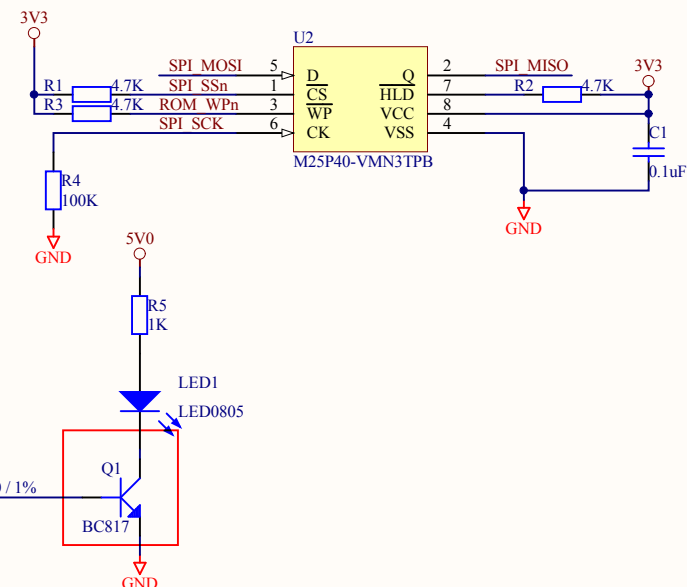 3V3
U2
SPI_MOSI 5 D Q 2 SPI_MISO
3V3
R1 4.7K SPI_SSn 1 CS HLD 7 R2 4.7K
R3 4.7K ROM_WPn 3 WP VCC 8
SPI_SCK 6 CK VSS 4
C1
M25P40-VMN3TPB
0.1uF
R4
100K
GND
GND
5V0
R5
1K
LED1
LED0805
Q1
/ 1%
BC817
GND